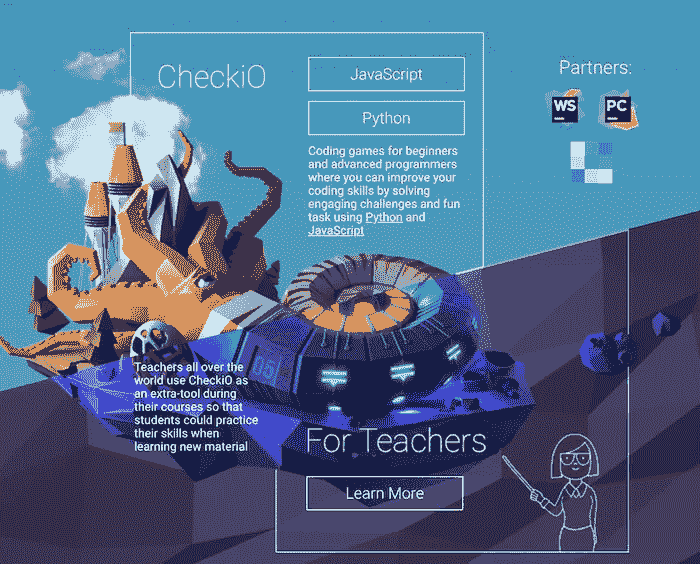 CheckiO
JavaScript
Python
Coding games for beginners
and advanced programmers
where you can improve your
coding skills by solving
engaging challenges and fun
task using Python and
JavaScript
Partners:
WS
PC
Teachers all over the
world use CheckiO as
an extra-tool during
their courses so that
students could practice
their skills when
learning new material
For Teachers
Learn More